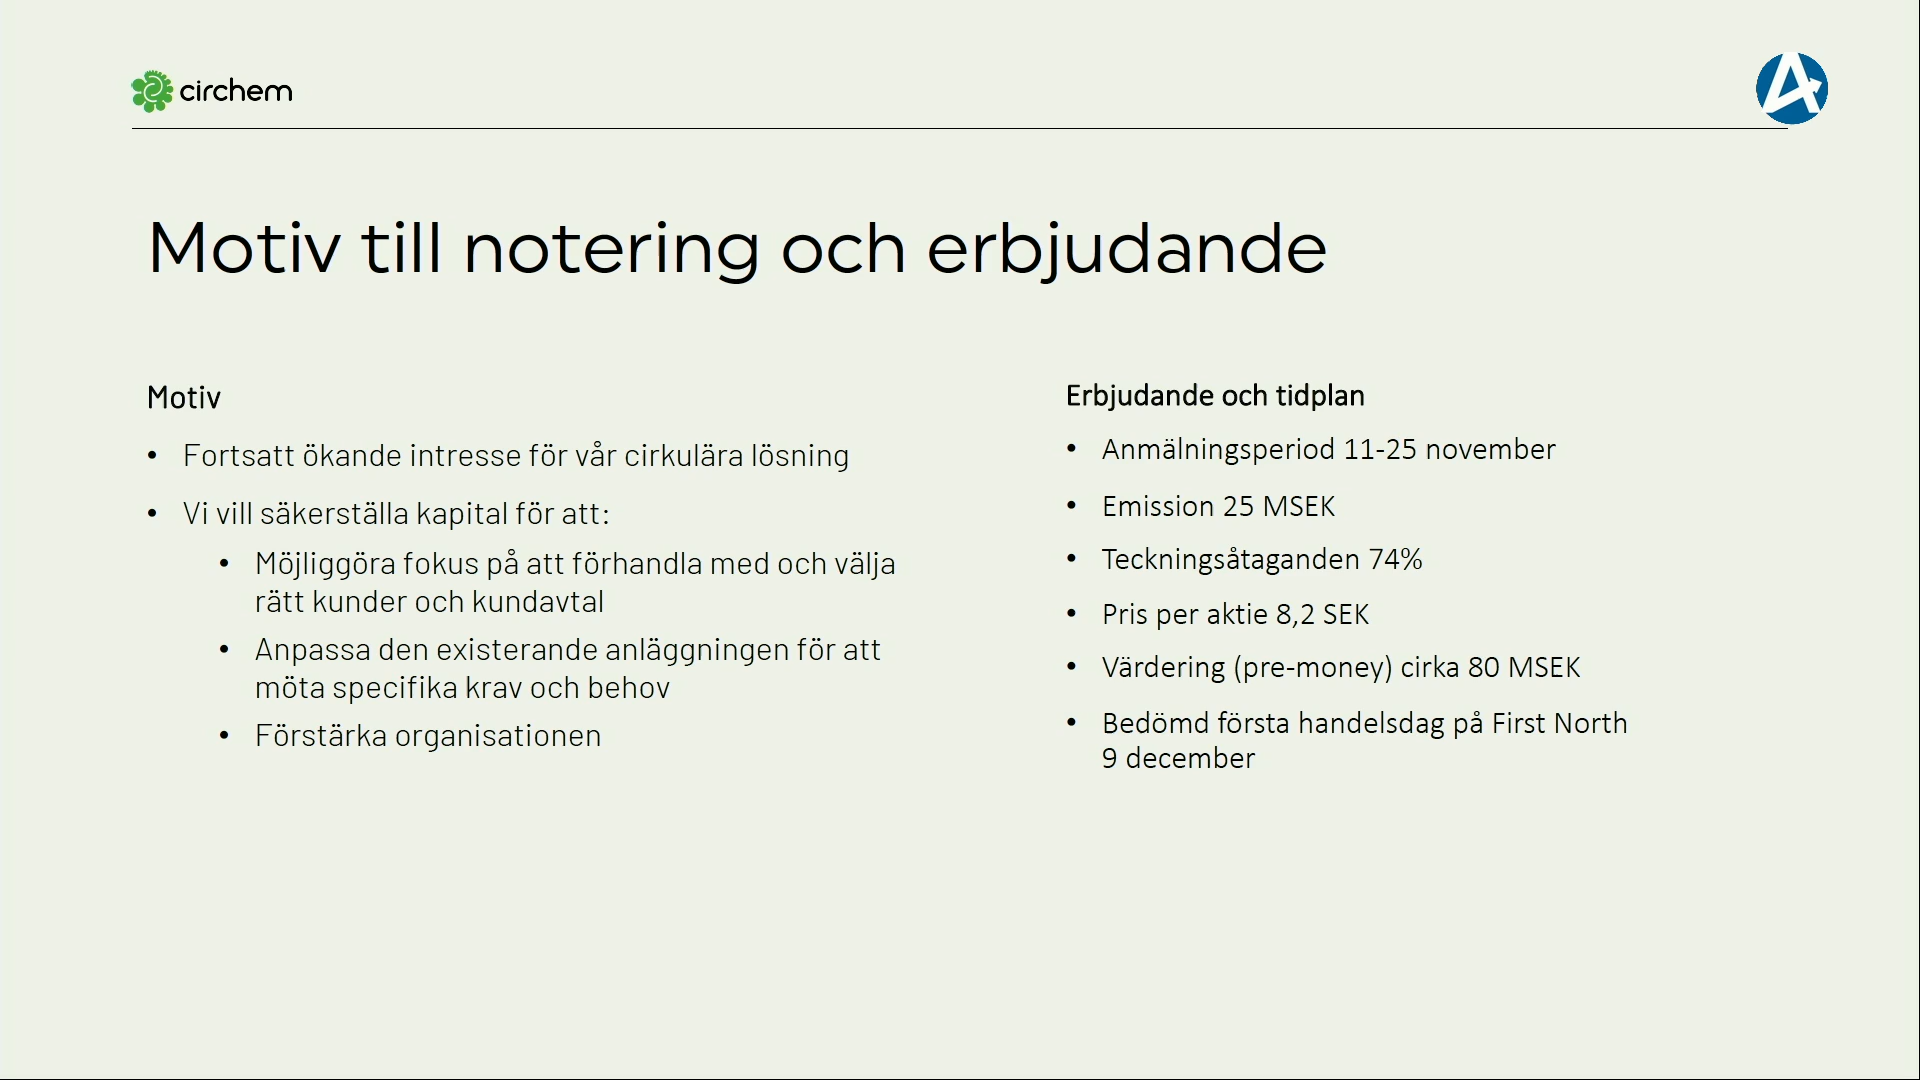 circhem
Motiv till notering och erbjudande
Motiv
• Fortsatt ökande intresse för vår cirkulära lösning
• Vi vill säkerställa kapital för att:
• Möjliggöra fokus på att förhandla med och välja
rätt kunder och kundavtal
• Anpassa den existerande anläggningen för att
möta specifika krav och behov
• Förstärka organisationen
Erbjudande och tidplan
• Anmälningsperiod 11-25 november
• Emission 25 MSEK
• Teckningsåtaganden 74%
• Pris per aktie 8,2 SEK
• Värdering (pre-money) cirka 80 MSEK
• Bedömd första handelsdag på First North
9 december